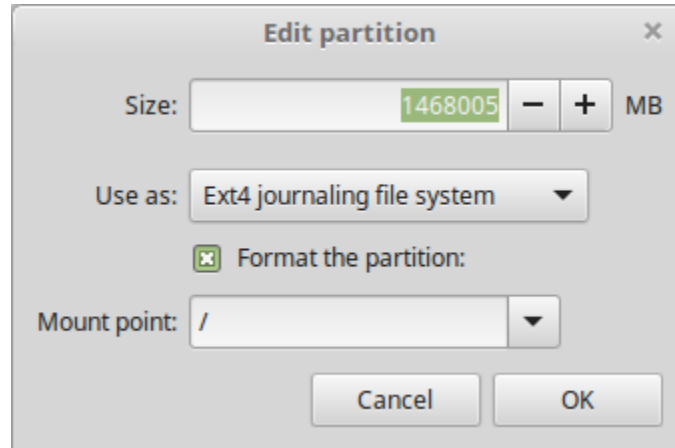 Edit partition
Size: 1468005 − + MB
Use as: Ext4 journaling file system
Format the partition:
Mount point: /
Cancel OK